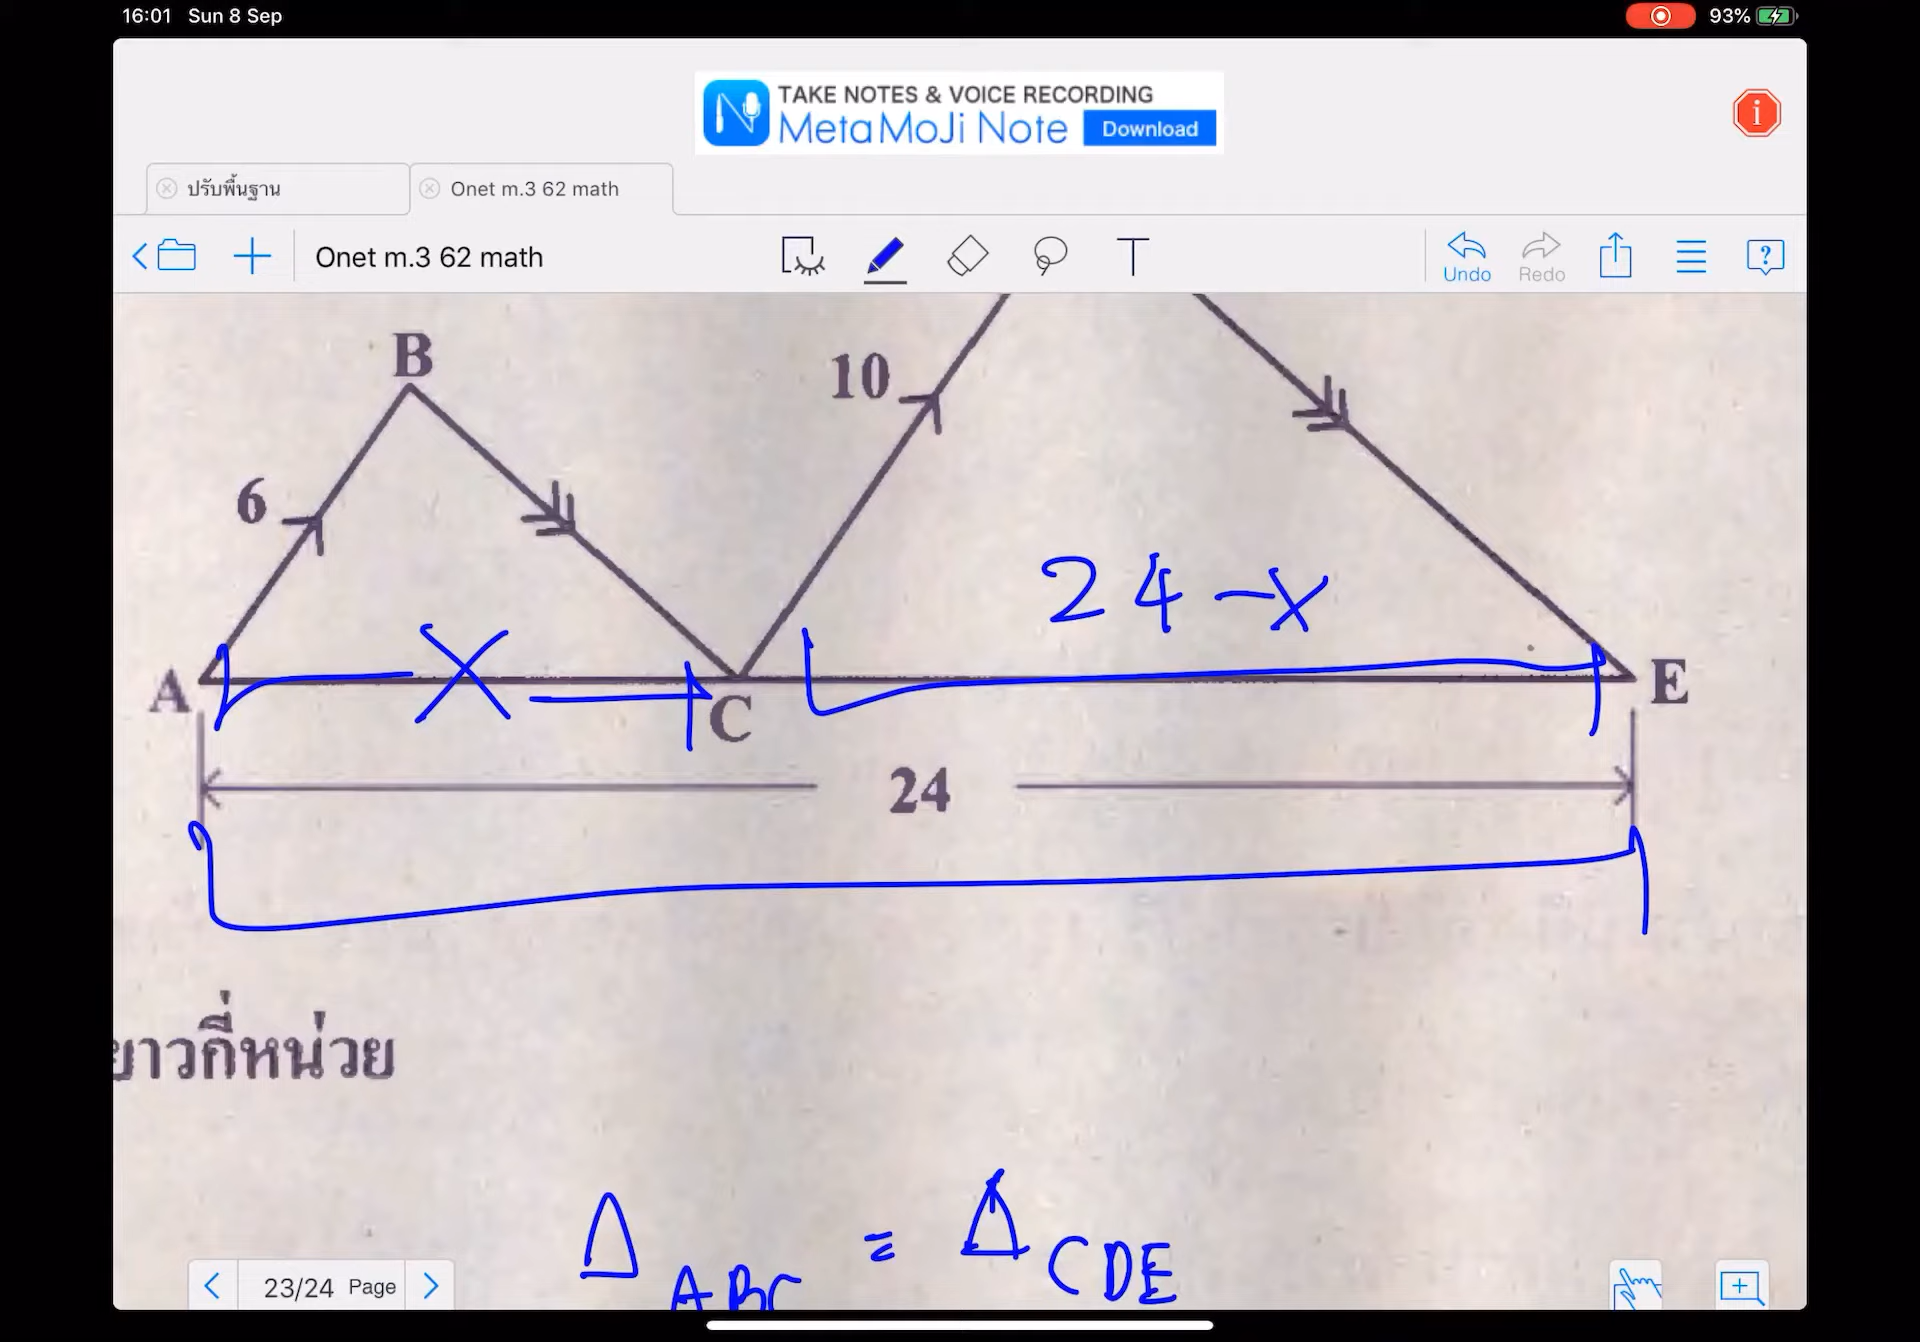 16:01 Sun 8 Sep
93%
TAKE NOTES & VOICE RECORDING
MetaMoJi Note Download
ปรับพื้นฐาน
Onet m.3 62 math
Onet m.3 62 math
T
Undo
Redo
B
10
6
24-x
A
x
C
E
24
ยาวกี่หน่วย
Δ ABC = Δ CDE
23/24 Page